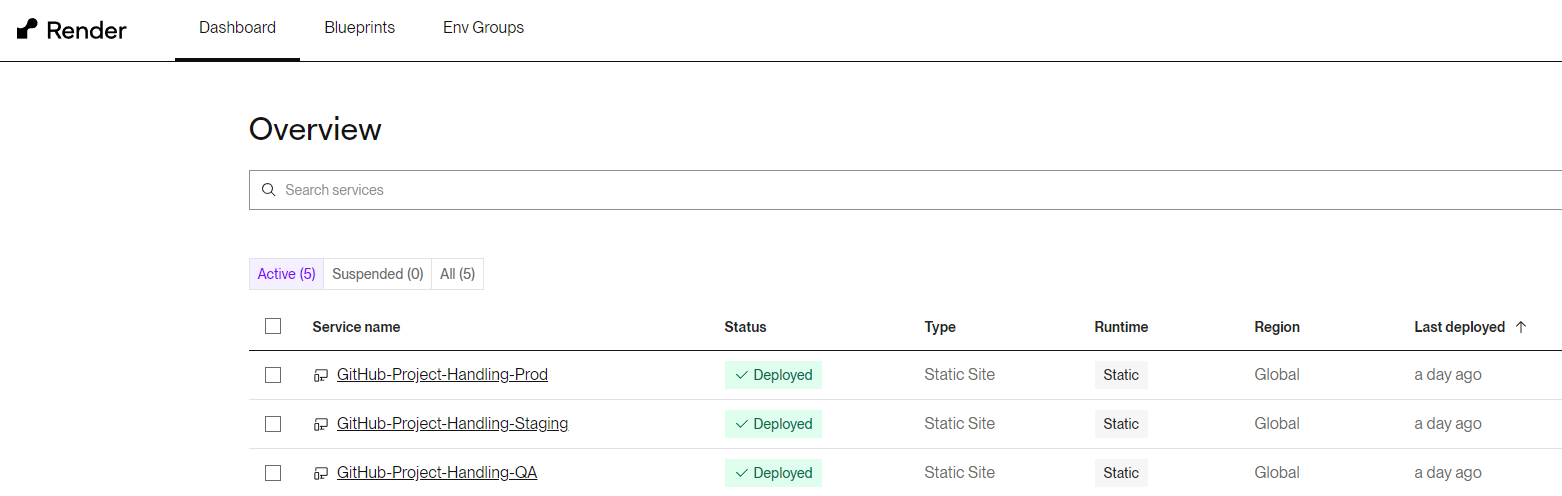 Render Dashboard Blueprints Env Groups
Overview
Search services
Active (5) Suspended (0) All (5)
Service name Status Type Runtime Region Last deployed
GitHub-Project-Handling-Prod Deployed Static Site Static Global a day ago
GitHub-Project-Handling-Staging Deployed Static Site Static Global a day ago
GitHub-Project-Handling-QA Deployed Static Site Static Global a day ago